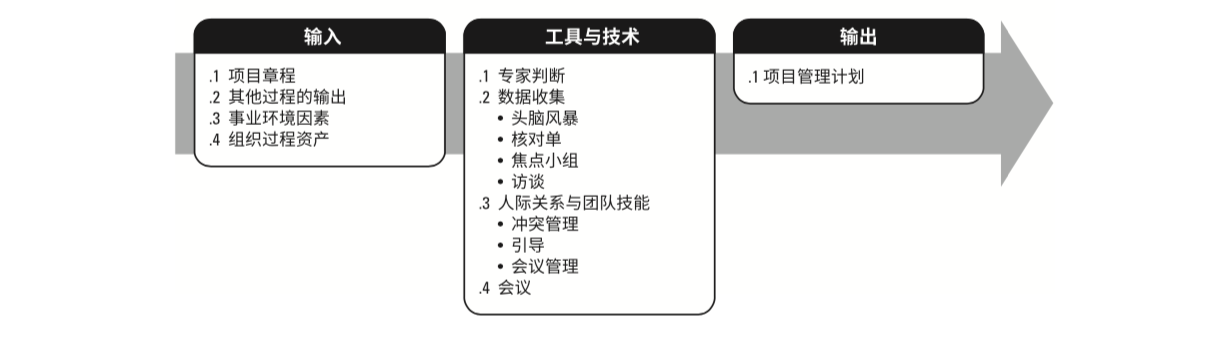 输入
.1 项目章程
.2 其他过程的输出
.3 事业环境因素
.4 组织过程资产
工具与技术
.1 专家判断
.2 数据收集
• 头脑风暴
• 核对单
• 焦点小组
• 访谈
.3 人际关系与团队技能
• 冲突管理
• 引导
• 会议管理
.4 会议
输出
.1 项目管理计划